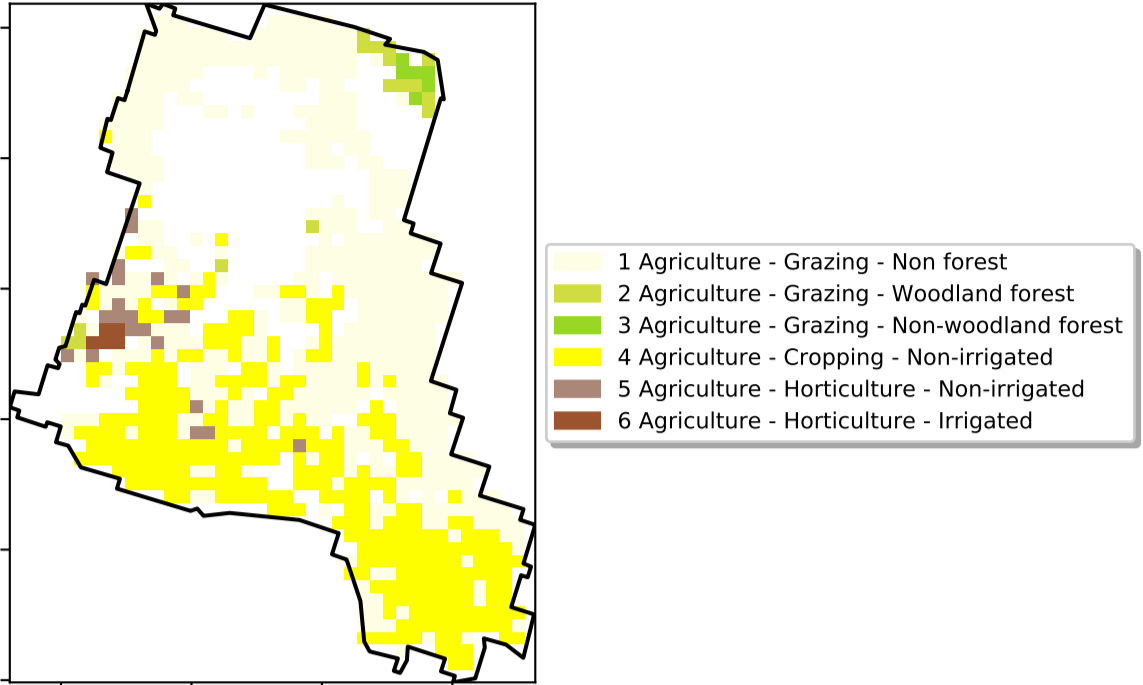 1 Agriculture - Grazing - Non forest
2 Agriculture - Grazing - Woodland forest
3 Agriculture - Grazing - Non-woodland forest
4 Agriculture - Cropping - Non-irrigated
5 Agriculture - Horticulture - Non-irrigated
6 Agriculture - Horticulture - Irrigated